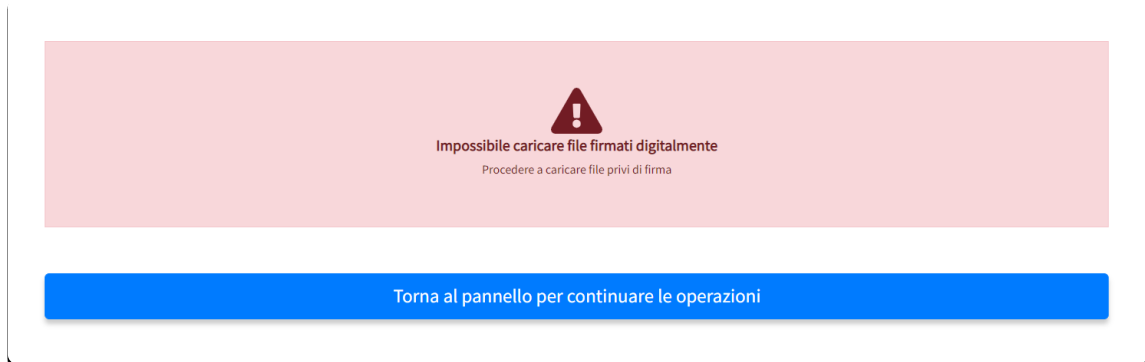 Impossibile caricare file firmati digitalmente
Procedere a caricare file privi di firma
Torna al pannello per continuare le operazioni